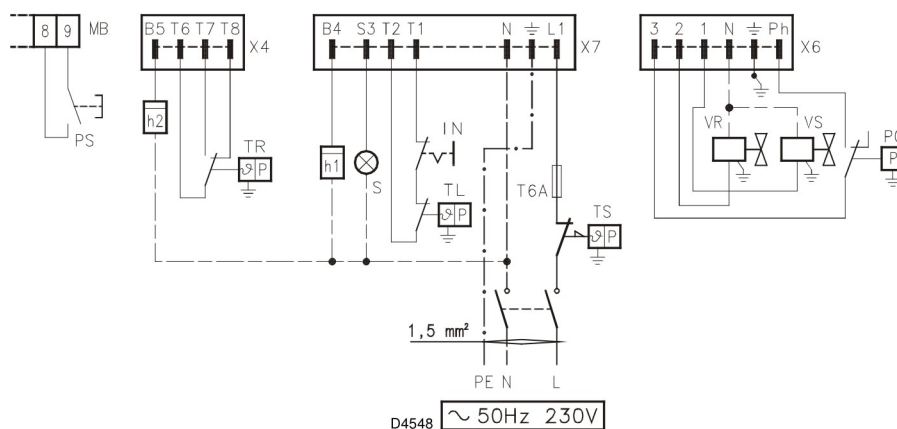 8 9 MB
B5 T6 T7 T8 X4
B4 S3 T2 T1 N L1 X7
3 2 1 N Ph X6
PS
h2
TR
ϑ P
h1
S
IN
TL
ϑ P
T6A
TS
ϑ P
VR
VS
P
1,5 mm²
PE N L
D4548
~ 50Hz 230V